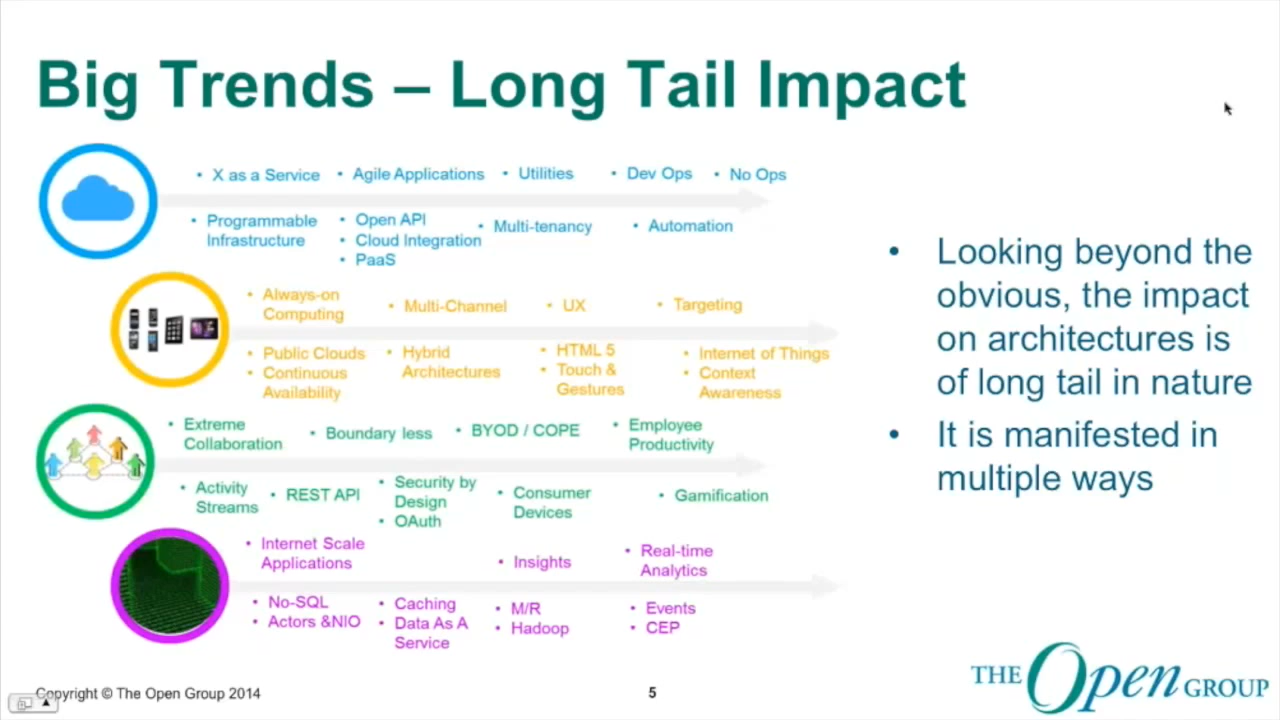 Big Trends – Long Tail Impact
• X as a Service • Agile Applications • Utilities • Dev Ops • No Ops
• Programmable
Infrastructure
• Open API
• Cloud Integration
• PaaS
• Multi-tenancy
• Automation
• Always-on
Computing
• Multi-Channel
• UX
• Targeting
• Public Clouds
• Continuous
Availability
• Hybrid
Architectures
• HTML 5
• Touch &
Gestures
• Internet of Things
• Context
Awareness
• Extreme
Collaboration
• Boundary less
• BYOD / COPE
• Employee
Productivity
• Activity
Streams
• REST API
• Security by
Design
• OAuth
• Consumer
Devices
• Gamification
• Internet Scale
Applications
• Insights
• Real-time
Analytics
• No-SQL
• Actors &NIO
• Caching
• Data As A
Service
• M/R
• Hadoop
• Events
• CEP
• Looking beyond the
obvious, the impact
on architectures is
of long tail in nature
• It is manifested in
multiple ways
Copyright © The Open Group 2014
5
THE Open GROUP